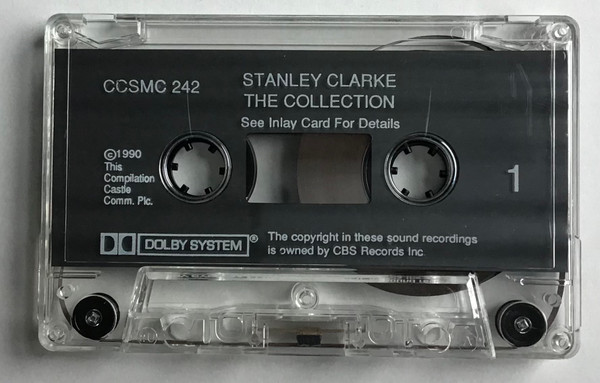 CCSMC 242
STANLEY CLARKE
THE COLLECTION
See Inlay Card For Details
©1990
This
Compilation
Castle
Comm. Plc.
1
DOLBY SYSTEM®
The copyright in these sound recordings
is owned by CBS Records Inc.